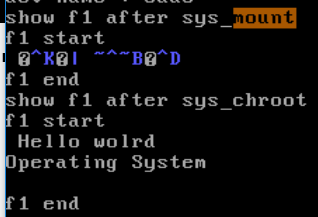 show f1 after sys_mount
f1 start
^K l ~^~B ^D
f1 end
show f1 after sys_chroot
f1 start
Hello wolrd
Operating System
f1 end